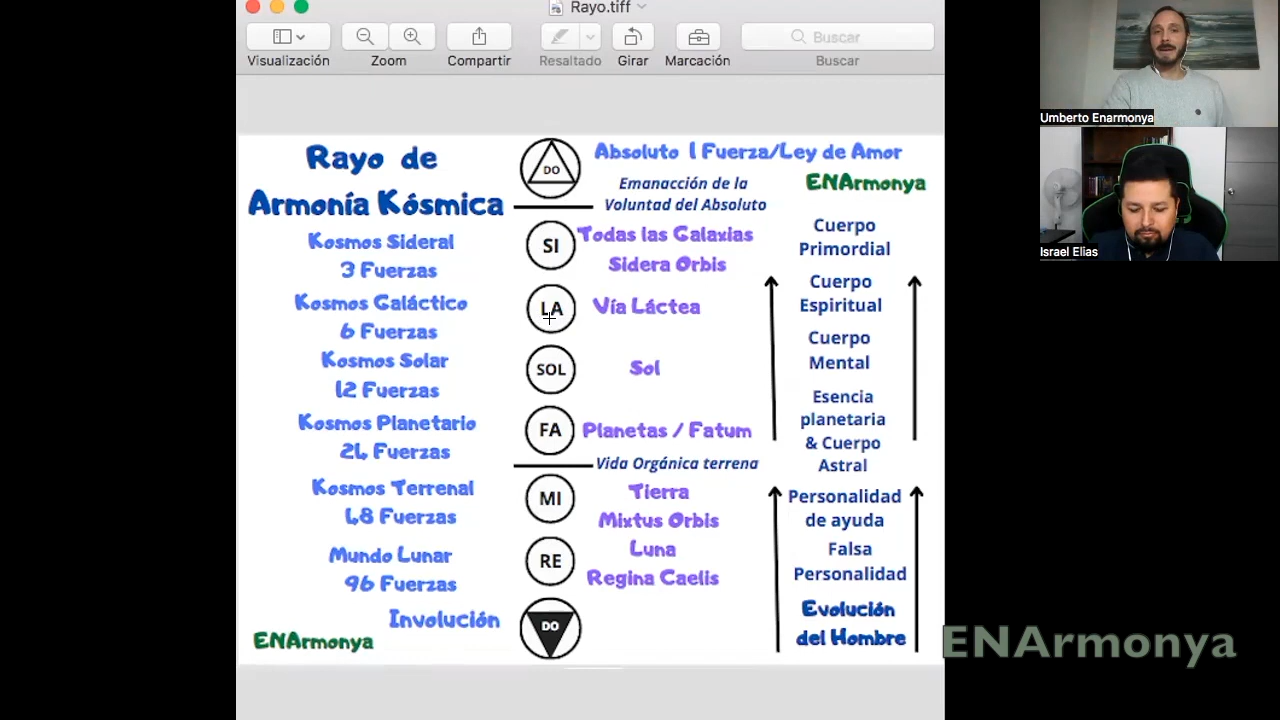 Rayo.tiff
Buscar
Visualización
Zoom
Compartir
Resaltado
Girar
Marcación
Buscar
Umberto Enarmonya
Israel Elias
Rayo de
Armonía Kósmica
DO
Absoluto 1 Fuerza/Ley de Amor
Emanacción de la
Voluntad del Absoluto
ENArmonya
Kosmos Sideral
3 Fuerzas
SI
Todas las Galaxias
Sidera Orbis
Cuerpo
Primordial
Kosmos Galáctico
6 Fuerzas
LA
Vía Láctea
Cuerpo
Espiritual
Kosmos Solar
12 Fuerzas
SOL
Sol
Cuerpo
Mental
Kosmos Planetario
24 Fuerzas
FA
Planetas / Fatum
Esencia
planetaria
& Cuerpo
Astral
Vida Orgánica terrena
Kosmos Terrenal
48 Fuerzas
MI
Tierra
Mixtus Orbis
Personalidad
de ayuda
Mundo Lunar
96 Fuerzas
RE
Luna
Regina Caelis
Falsa
Personalidad
Involución
DO
Evolución
del Hombre
ENArmonya
ENArmonya